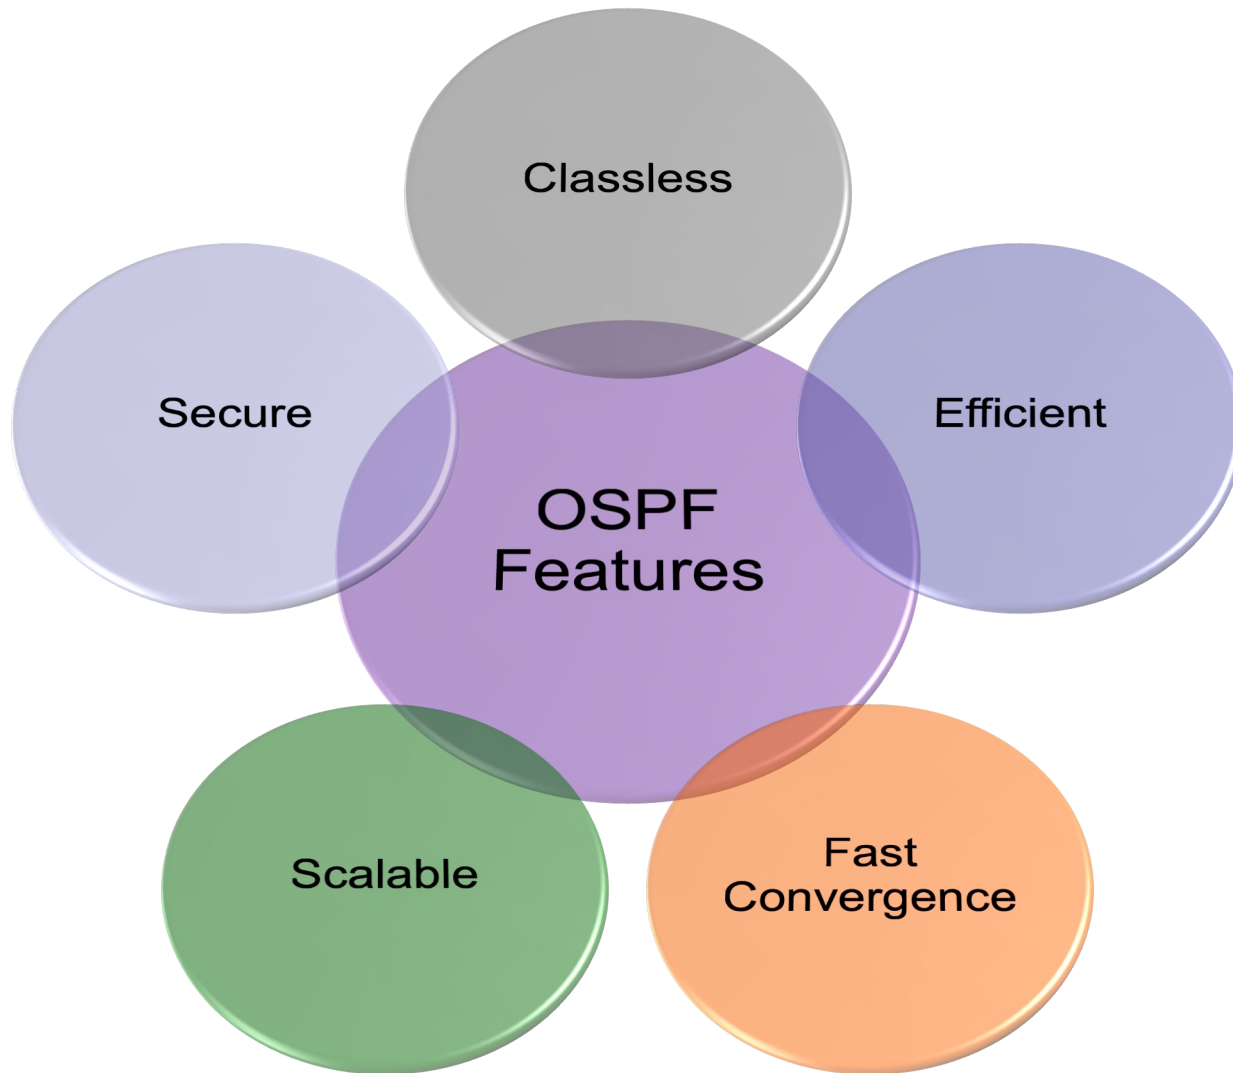 Classless
Secure
Efficient
OSPF
Features
Scalable
Fast
Convergence